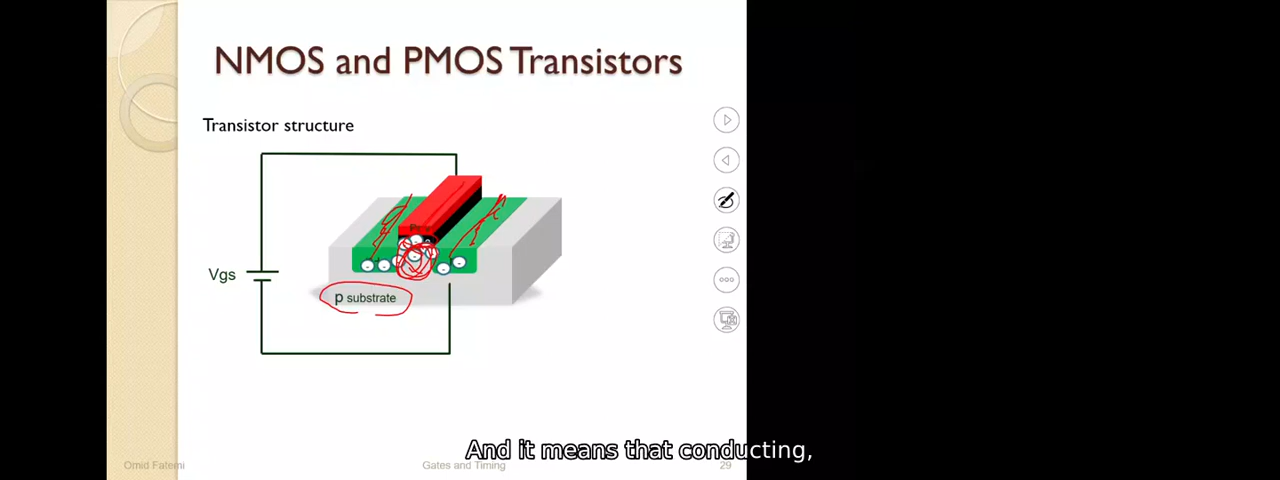 NMOS and PMOS Transistors
Transistor structure
Vgs
p substrate
And it means that conducting,
Omid Fatemi
Gates and Timing
29